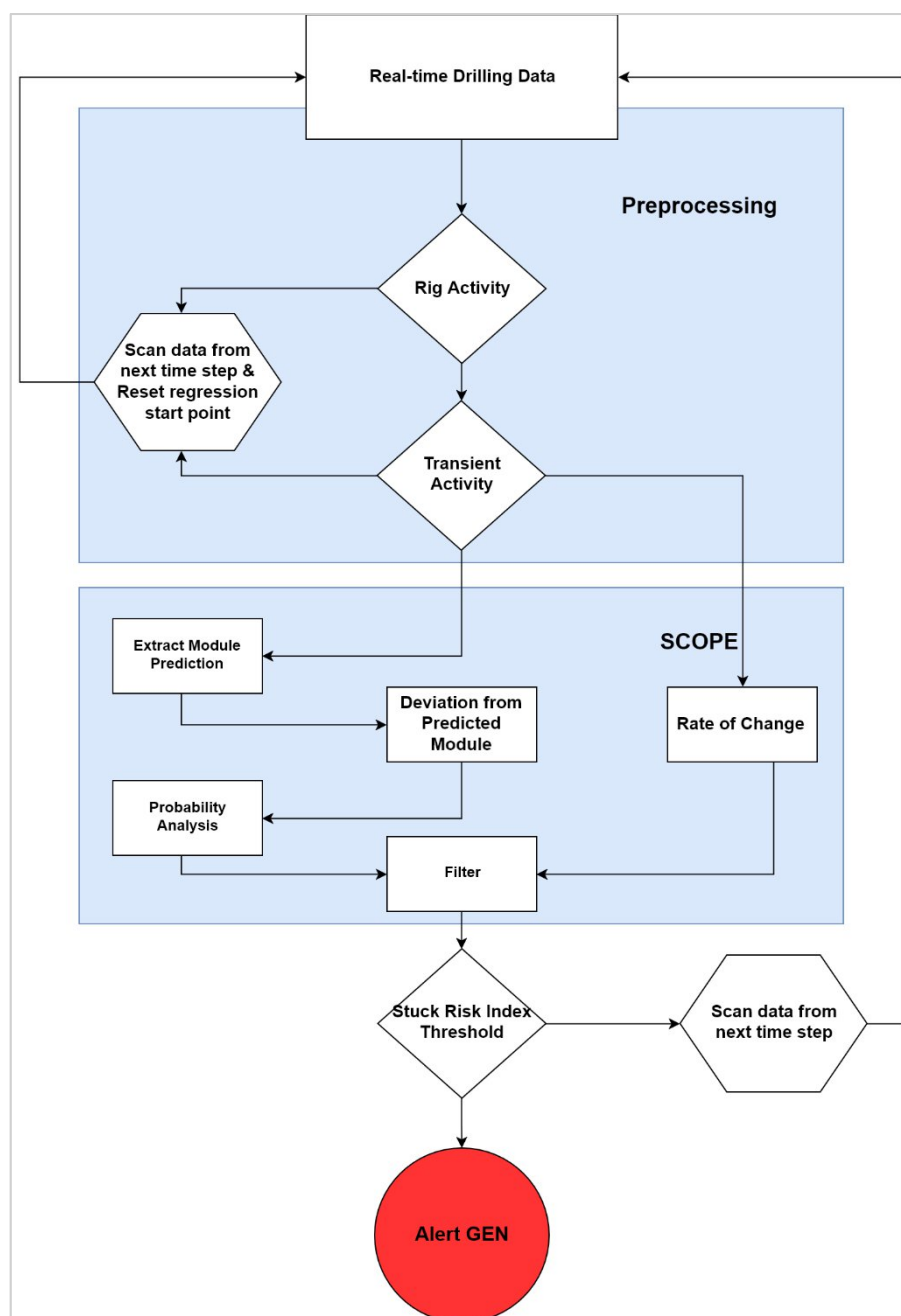 Real-time Drilling Data
Preprocessing
Rig Activity
Scan data from
next time step &
Reset regression
start point
Transient
Activity
SCOPE
Extract Module
Prediction
Deviation from
Predicted
Module
Rate of Change
Probability
Analysis
Filter
Stuck Risk Index
Threshold
Scan data from
next time step
Alert GEN